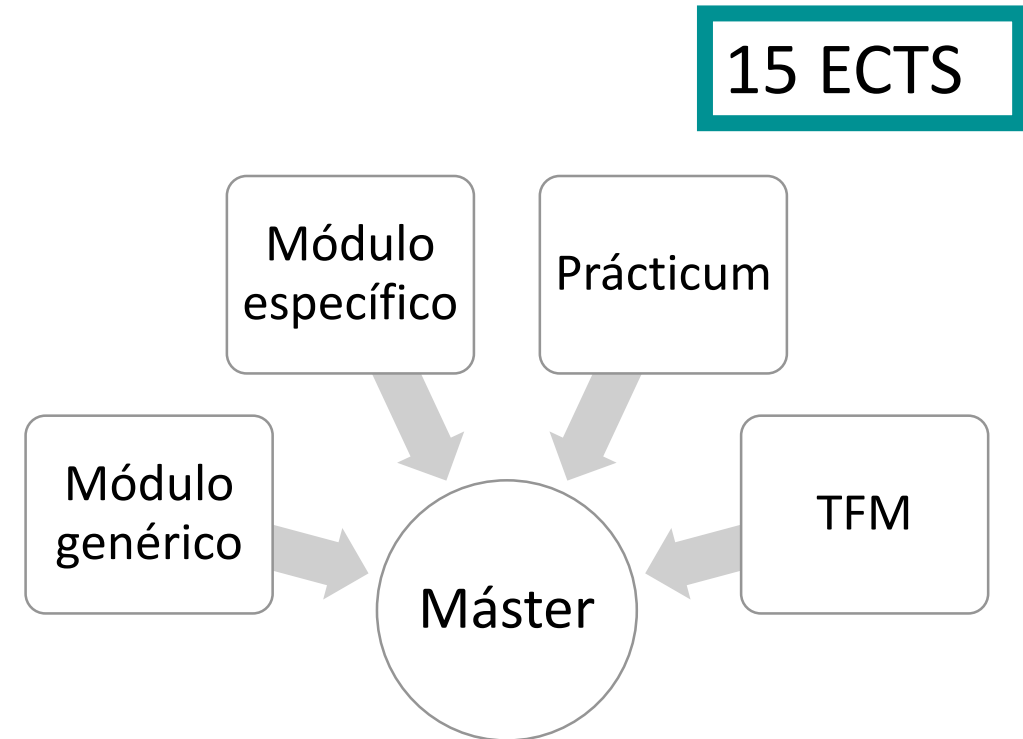 15 ECTS
Módulo
específico
Prácticum
Módulo
genérico
TFM
Máster